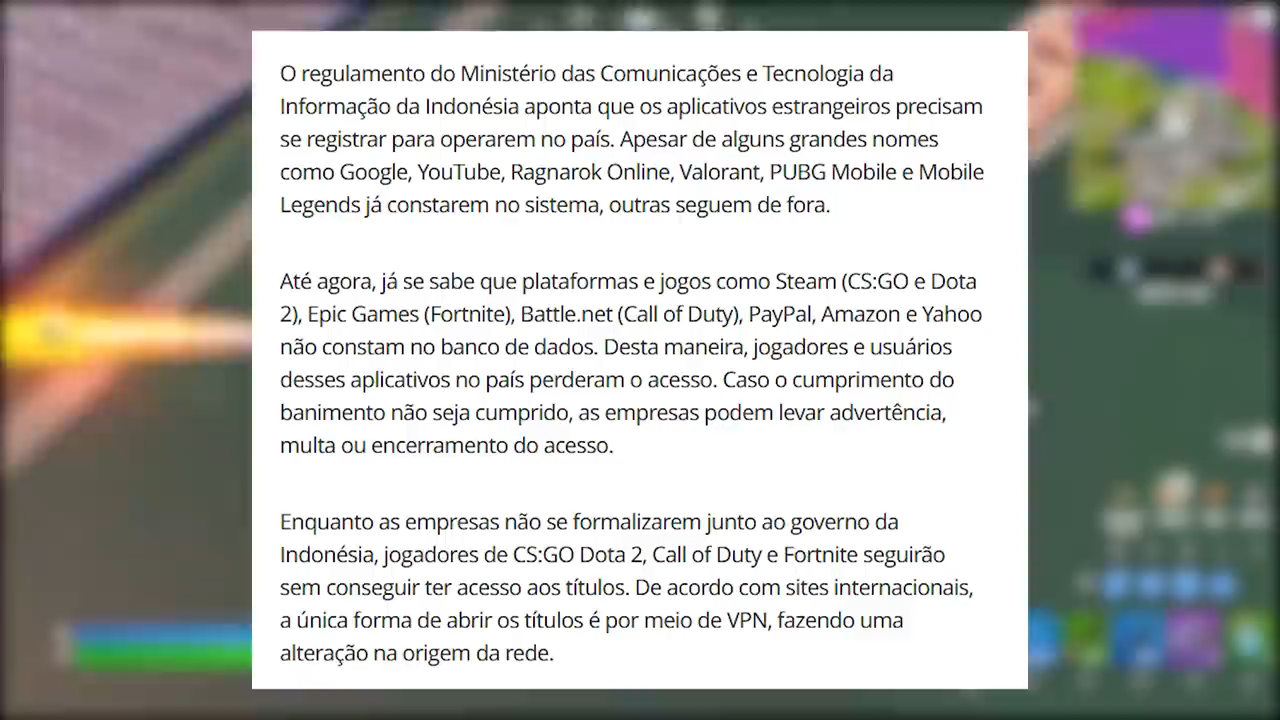 O regulamento do Ministério das Comunicações e Tecnologia da
Informação da Indonésia aponta que os aplicativos estrangeiros precisam
se registrar para operarem no país. Apesar de alguns grandes nomes
como Google, YouTube, Ragnarok Online, Valorant, PUBG Mobile e Mobile
Legends já constarem no sistema, outras seguem de fora.
Até agora, já se sabe que plataformas e jogos como Steam (CS:GO e Dota
2), Epic Games (Fortnite), Battle.net (Call of Duty), PayPal, Amazon e Yahoo
não constam no banco de dados. Desta maneira, jogadores e usuários
desses aplicativos no país perderam o acesso. Caso o cumprimento do
banimento não seja cumprido, as empresas podem levar advertência,
multa ou encerramento do acesso.
Enquanto as empresas não se formalizarem junto ao governo da
Indonésia, jogadores de CS:GO Dota 2, Call of Duty e Fortnite seguirão
sem conseguir ter acesso aos títulos. De acordo com sites internacionais,
a única forma de abrir os títulos é por meio de VPN, fazendo uma
alteração na origem da rede.